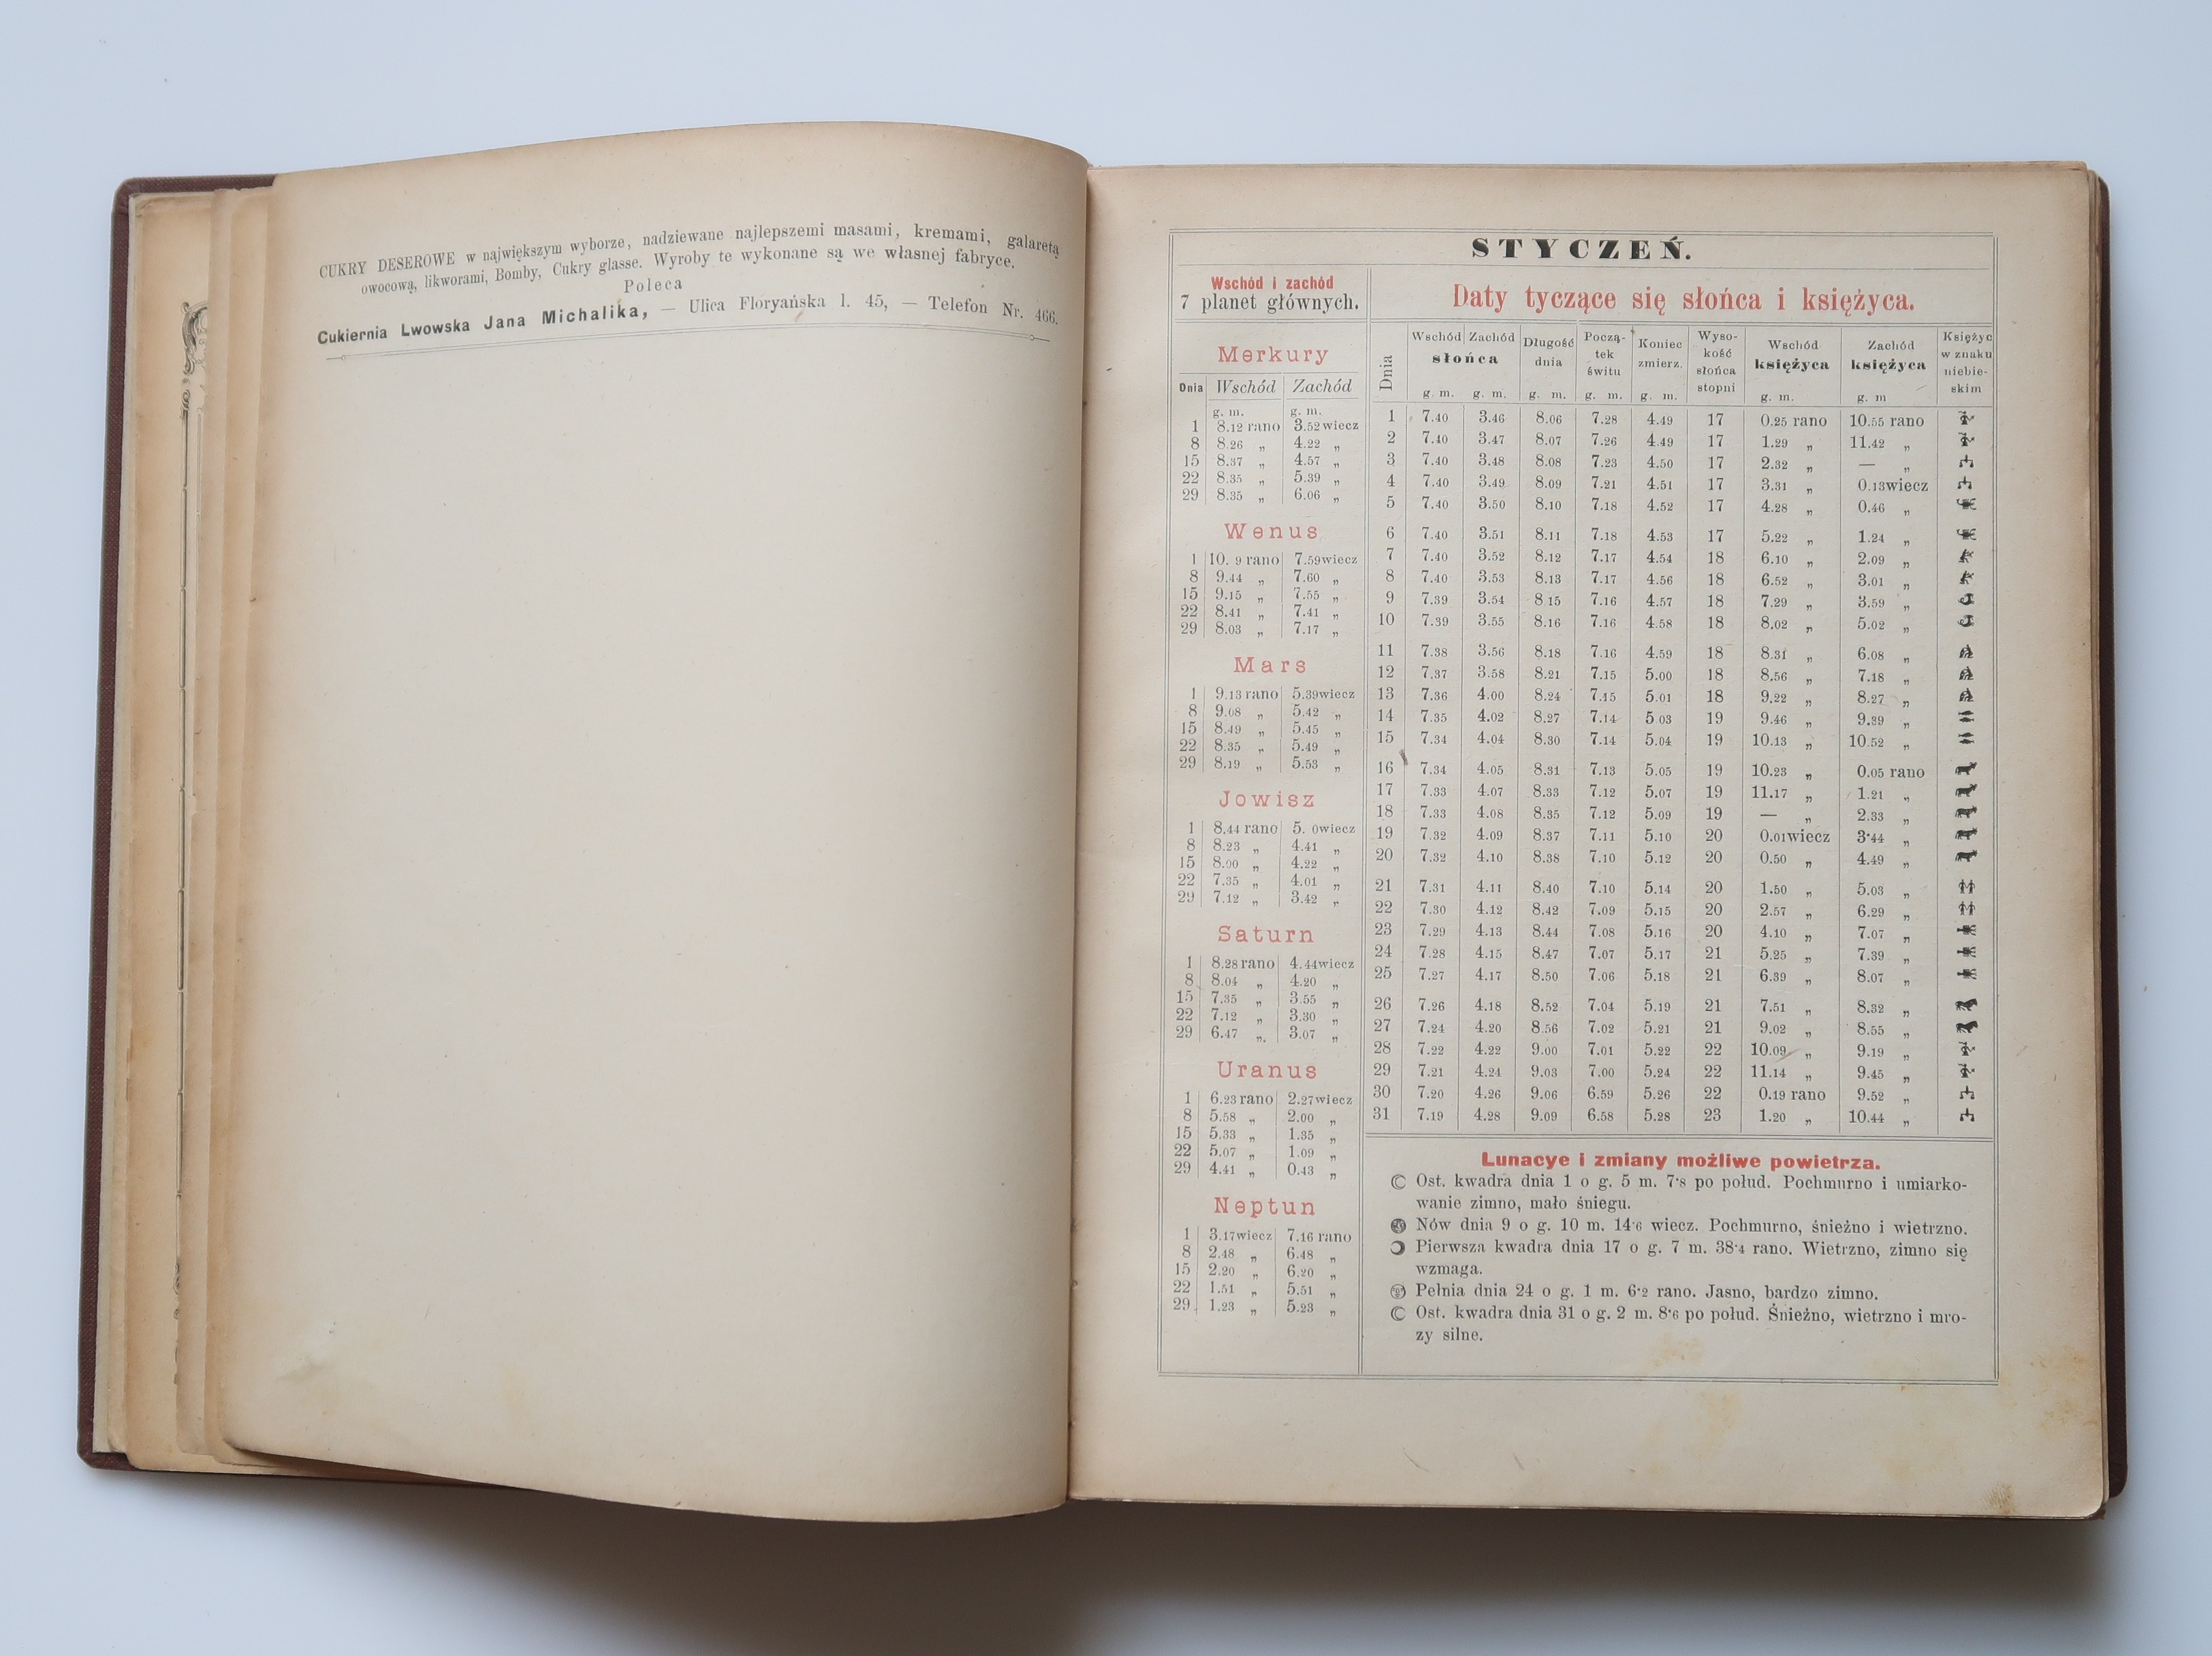 CUKRY DESEROWE w największym wyborze, nadziewane najlepszemi masami, kremami, galaretą
owocową, likworami, Bomby, Cukry glasse. Wyroby te wykonane są we własnej fabryce.
Poleca
Cukiernia Lwowska Jana Michalika, — Ulica Floryańska l. 45, — Telefon Nr. 466.
STYCZEŃ.
Wschód i zachód
7 planet głównych.
Merkury
Dnia Wschód Zachód
g. m. g. m.
1 8.12 rano 3.52 wiecz
8 8.26 „ 4.22 „
15 8.37 „ 4.57 „
22 8.35 „ 5.39 „
29 8.35 „ 6.06 „
Wenus
1 10. 9 rano 7.59 wiecz
8 9.44 „ 7.60 „
15 9.15 „ 7.55 „
22 8.41 „ 7.41 „
29 8.03 „ 7.17 „
Mars
1 9.13 rano 5.39 wiecz
8 9.08 „ 5.42 „
15 8.49 „ 5.45 „
22 8.35 „ 5.49 „
29 8.19 „ 5.53 „
Jowisz
1 8.44 rano 5. 0 wiecz
8 8.23 „ 4.41 „
15 8.00 „ 4.22 „
22 7.35 „ 4.01 „
29 7.12 „ 3.42 „
Saturn
1 8.28 rano 4.44 wiecz
8 8.04 „ 4.20 „
15 7.35 „ 3.55 „
22 7.12 „ 3.30 „
29 6.47 „ 3.07 „
Uranus
1 6.23 rano 2.27 wiecz
8 5.58 „ 2.00 „
15 5.33 „ 1.35 „
22 5.07 „ 1.09 „
29 4.41 „ 0.43 „
Neptun
1 3.17 wiecz 7.16 rano
8 2.48 „ 6.48 „
15 2.20 „ 6.20 „
22 1.51 „ 5.51 „
29 1.23 „ 5.23 „
Daty tyczące się słońca i księżyca.
Dnia Wschód Zachód słońca Długość dnia Począ- tek świtu Koniec zmierz. Wyso- kość słońca stopni Wschód księżyca Zachód księżyca Księżyc w znaku niebie- skim
g. m. g. m. g. m. g. m. g. m. g. m. g. m
1 7.40 3.46 8.06 7.28 4.49 17 0.25 rano 10.55 rano
2 7.40 3.47 8.07 7.26 4.49 17 1.29 „ 11.42 „
3 7.40 3.48 8.08 7.23 4.50 17 2.32 „ — „
4 7.40 3.49 8.09 7.21 4.51 17 3.31 „ 0.13 wiecz
5 7.40 3.50 8.10 7.18 4.52 17 4.28 „ 0.46 „
6 7.40 3.51 8.11 7.18 4.53 17 5.22 „ 1.24 „
7 7.40 3.52 8.12 7.17 4.54 18 6.10 „ 2.09 „
8 7.40 3.53 8.13 7.17 4.56 18 6.52 „ 3.01 „
9 7.39 3.54 8 15 7.16 4.57 18 7.29 „ 3.59 „
10 7.39 3.55 8.16 7.16 4.58 18 8.02 „ 5.02 „
11 7.38 3.56 8.18 7.16 4.59 18 8.31 „ 6.08 „
12 7.37 3.58 8.21 7.15 5.00 18 8.56 „ 7.18 „
13 7.36 4.00 8.24 7.15 5.01 18 9.22 „ 8.27 „
14 7.35 4.02 8.27 7.14 5 03 19 9.46 „ 9.39 „
15 7.34 4.04 8.30 7.14 5.04 19 10.13 „ 10.52 „
16 7.34 4.05 8.31 7.13 5.05 19 10.23 „ 0.05 rano
17 7.33 4.07 8.33 7.12 5.07 19 11.17 „ 1.21 „
18 7.33 4.08 8.35 7.12 5.09 19 — „ 2.33 „
19 7.32 4.09 8.37 7.11 5.10 20 0.01 wiecz 3·44 „
20 7.32 4.10 8.38 7.10 5.12 20 0.50 „ 4.49 „
21 7.31 4.11 8.40 7.10 5.14 20 1.50 „ 5.03 „
22 7.30 4.12 8.42 7.09 5.15 20 2.57 „ 6.29 „
23 7.29 4.13 8.44 7.08 5.16 20 4.10 „ 7.07 „
24 7.28 4.15 8.47 7.07 5.17 21 5.25 „ 7.39 „
25 7.27 4.17 8.50 7.06 5.18 21 6.39 „ 8.07 „
26 7.26 4.18 8.52 7.04 5.19 21 7.51 „ 8.32 „
27 7.24 4.20 8 56 7.02 5.21 21 9.02 „ 8.55 „
28 7.22 4.22 9.00 7.01 5.22 22 10.09 „ 9.19 „
29 7.21 4.24 9.03 7.00 5.24 22 11.14 „ 9.45 „
30 7.20 4.26 9.06 6.59 5.26 22 0.19 rano 9.52 „
31 7.19 4.28 9.09 6.58 5.28 23 1.20 „ 10.44 „
Lunacye i zmiany możliwe powietrza.
Ost. kwadra dnia 1 o g. 5 m. 7·8 po połud. Pochmurno i umiarko-
wanie zimno, mało śniegu.
Nów dnia 9 o g. 10 m. 14·6 wiecz. Pochmurno, śnieżno i wietrzno.
Pierwsza kwadra dnia 17 o g. 7 m. 38·4 rano. Wietrzno, zimno się
wzmaga.
Pełnia dnia 24 o g. 1 m. 6·2 rano. Jasno, bardzo zimno.
Ost. kwadra dnia 31 o g. 2 m. 8·6 po połud. Śnieżno, wietrzno i mro-
zy silne.